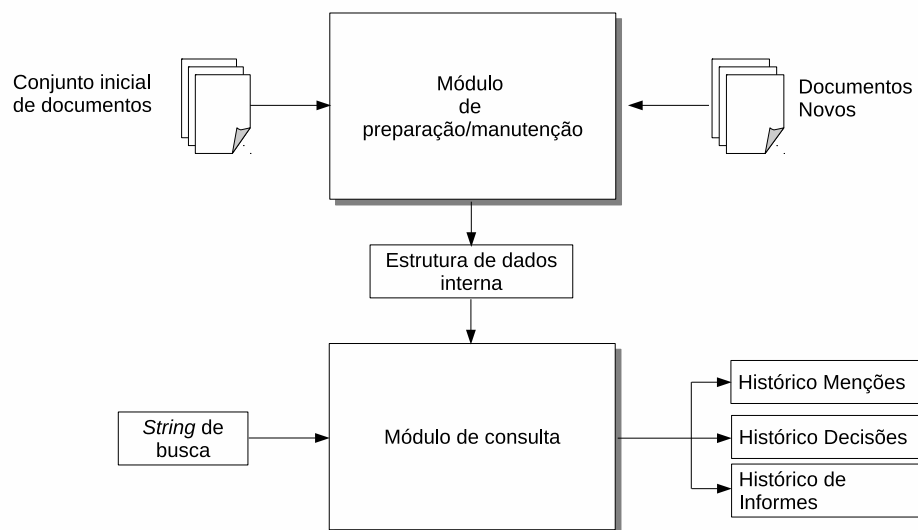 Conjunto inicial
de documentos
Módulo
de
preparação/manutenção
Documentos
Novos
Estrutura de dados
interna
String de
busca
Módulo de consulta
Histórico Menções
Histórico Decisões
Histórico de
Informes